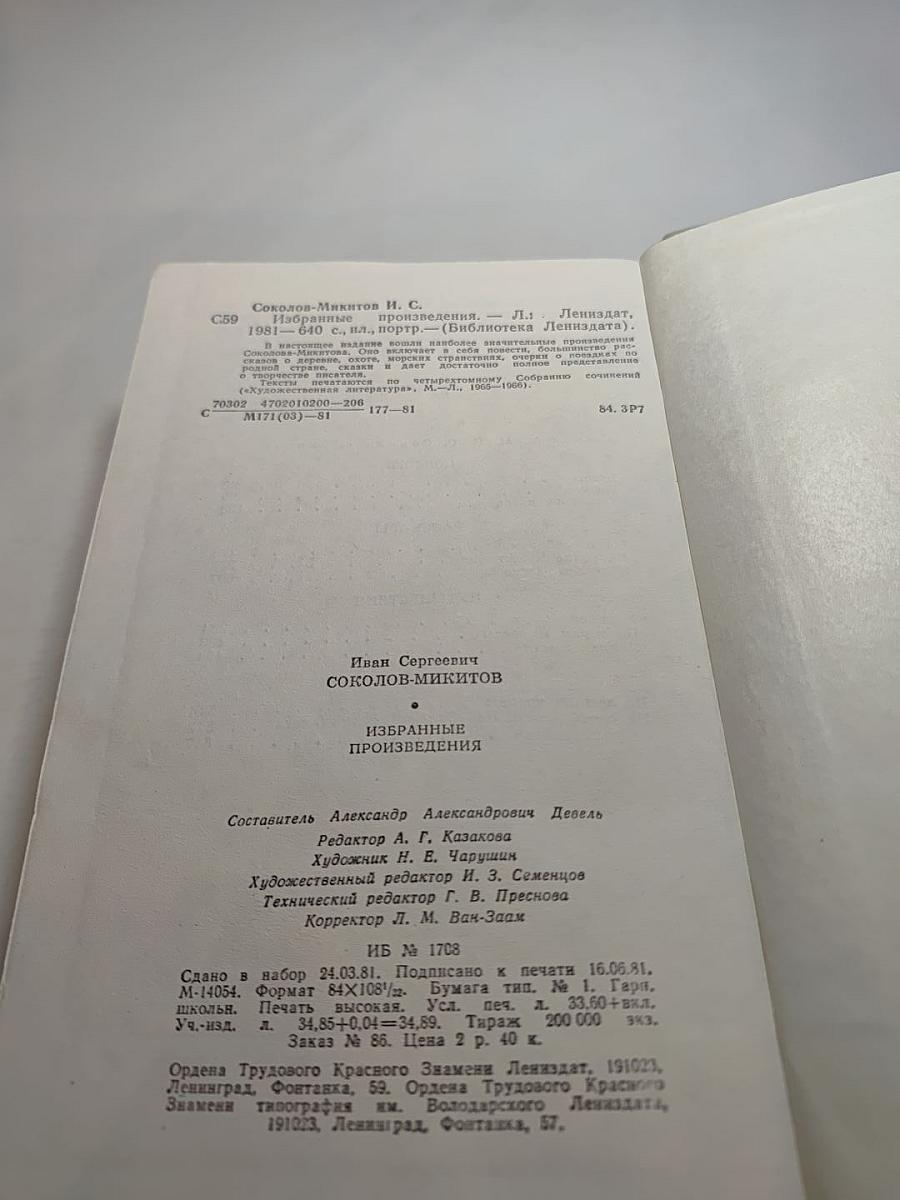 Соколов-Микитов И. С.
С59 Избранные произведения. — Л.: Лениздат,
1981— 640 с., ил., портр.— (Библиотека Лениздата).
В настоящее издание вошли наиболее значительные произведения
Соколова-Микитова. Оно включает в себя повести, большинство рас-
сказов о деревне, охоте, морских странствиях, очерки о поездках по
родной стране, сказки и дает достаточно полное представление
о творчестве писателя.
Тексты печатаются по четырехтомному Собранию сочинений
(«Художественная литература», М.—Л., 1965—1966).
70302 4702010200—206
С М171(03)—81 177—81 84. 3Р7
Иван Сергеевич
СОКОЛОВ-МИКИТОВ
•
ИЗБРАННЫЕ
ПРОИЗВЕДЕНИЯ
Составитель Александр Александрович Девель
Редактор А. Г. Казакова
Художник Н. Е. Чарушин
Художественный редактор И. З. Семенцов
Технический редактор Г. В. Преснова
Корректор Л. М. Ван-Заам
ИБ № 1708
Сдано в набор 24.03.81. Подписано к печати 16.06.81.
М-14054. Формат 84Х108¹/₃₂. Бумага тип. № 1. Гарн.
школьн. Печать высокая. Усл. печ. л. 33,60+вкл.
Уч.-изд. л. 34,85+0,04=34,89. Тираж 200 000 экз.
Заказ № 86. Цена 2 р. 40 к.
Ордена Трудового Красного Знамени Лениздат, 191023,
Ленинград, Фонтанка, 59. Ордена Трудового Красного
Знамени типография им. Володарского Лениздата,
191023, Ленинград, Фонтанка, 57.